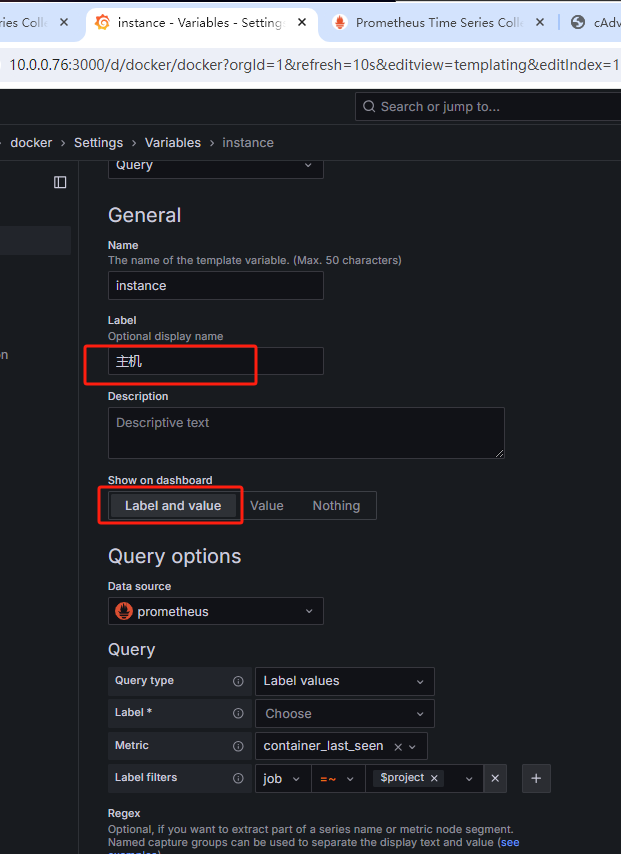 ries Colle
instance - Variables - Settings
Prometheus Time Series Colle
cAdv
10.0.0.76:3000/d/docker/docker?orgId=1&refresh=10s&editview=templating&editIndex=1
Search or jump to...
docker › Settings › Variables › instance
Query
General
Name
The name of the template variable. (Max. 50 characters)
instance
Label
Optional display name
on
主机
Description
Descriptive text
Show on dashboard
Label and value Value Nothing
Query options
Data source
prometheus
Query
Query type Label values
Label * Choose
Metric container_last_seen
Label filters job =~ $project
Regex
Optional, if you want to extract part of a series name or metric node segment.
Named capture groups can be used to separate the display text and value (see